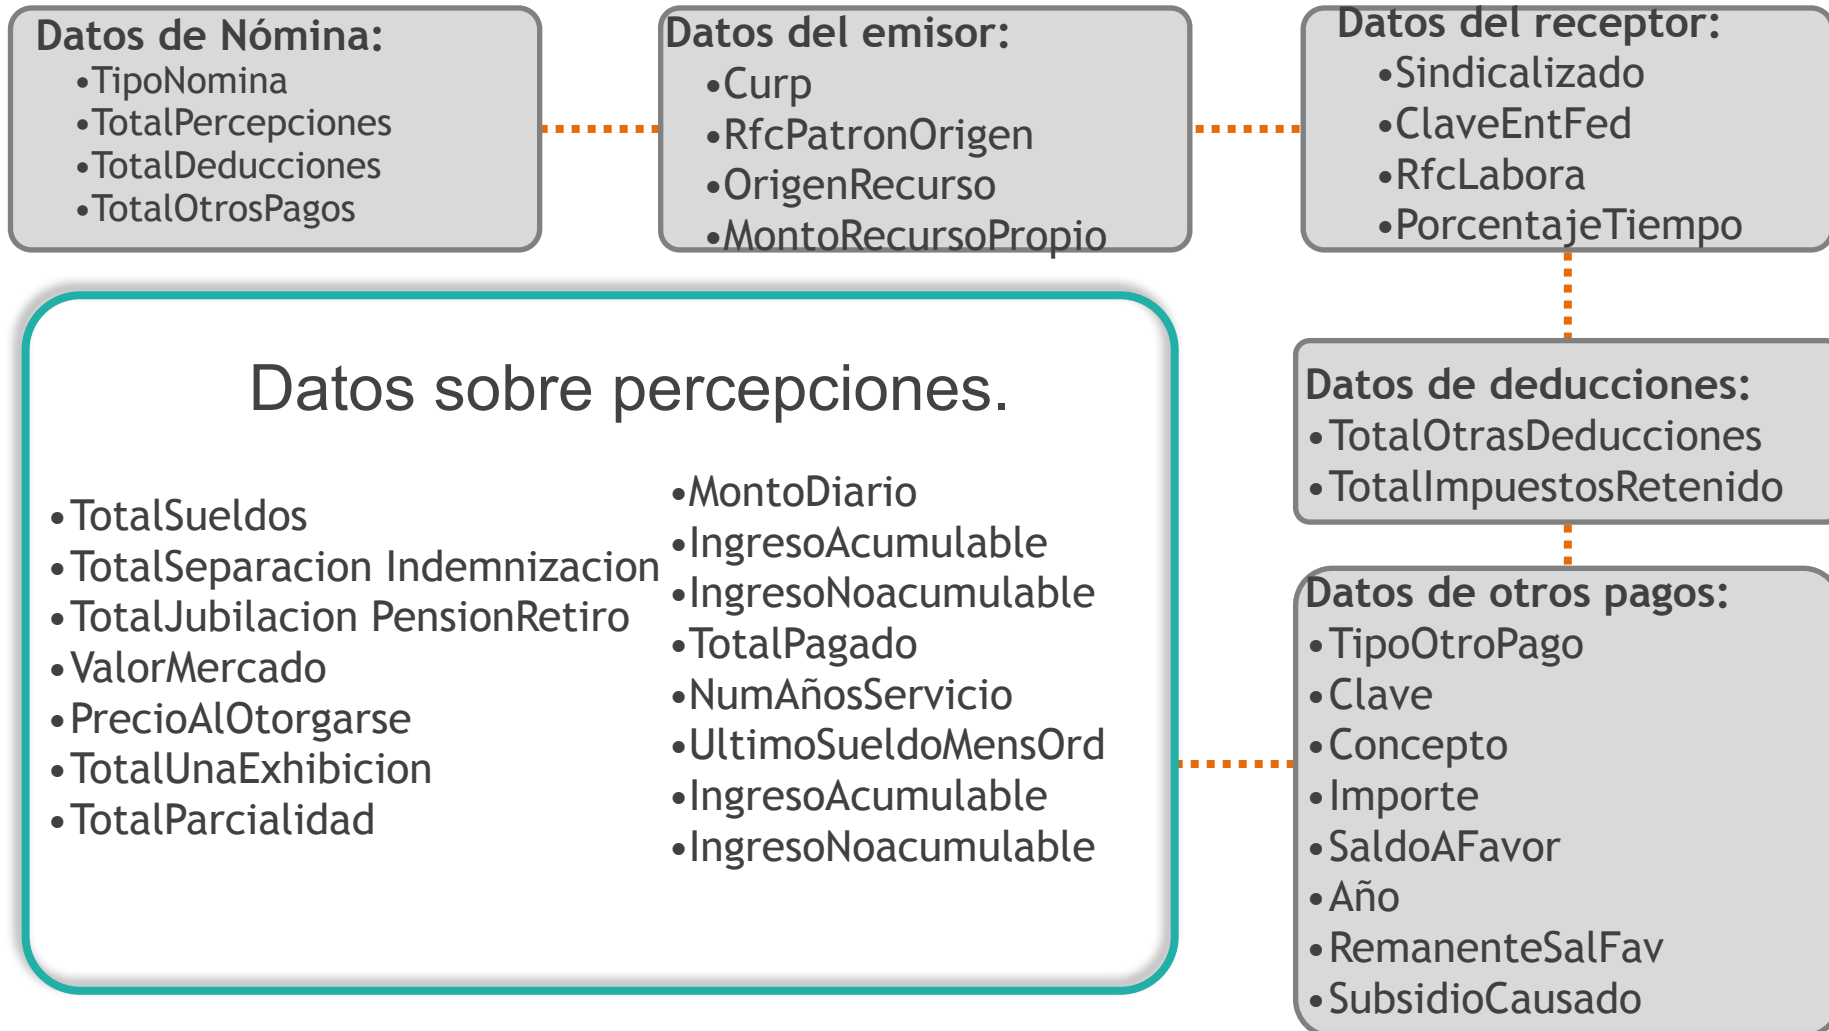 Datos de Nómina:
•TipoNomina
•TotalPercepciones
•TotalDeducciones
•TotalOtrosPagos
Datos del emisor:
•Curp
•RfcPatronOrigen
•OrigenRecurso
•MontoRecursoPropio
Datos del receptor:
•Sindicalizado
•ClaveEntFed
•RfcLabora
•PorcentajeTiempo
Datos sobre percepciones.
•TotalSueldos
•TotalSeparacion Indemnizacion
•TotalJubilacion PensionRetiro
•ValorMercado
•PrecioAlOtorgarse
•TotalUnaExhibicion
•TotalParcialidad
•MontoDiario
•IngresoAcumulable
•IngresoNoacumulable
•TotalPagado
•NumAñosServicio
•UltimoSueldoMensOrd
•IngresoAcumulable
•IngresoNoacumulable
Datos de deducciones:
•TotalOtrasDeducciones
•TotalImpuestosRetenido
Datos de otros pagos:
•TipoOtroPago
•Clave
•Concepto
•Importe
•SaldoAFavor
•Año
•RemanenteSalFav
•SubsidioCausado